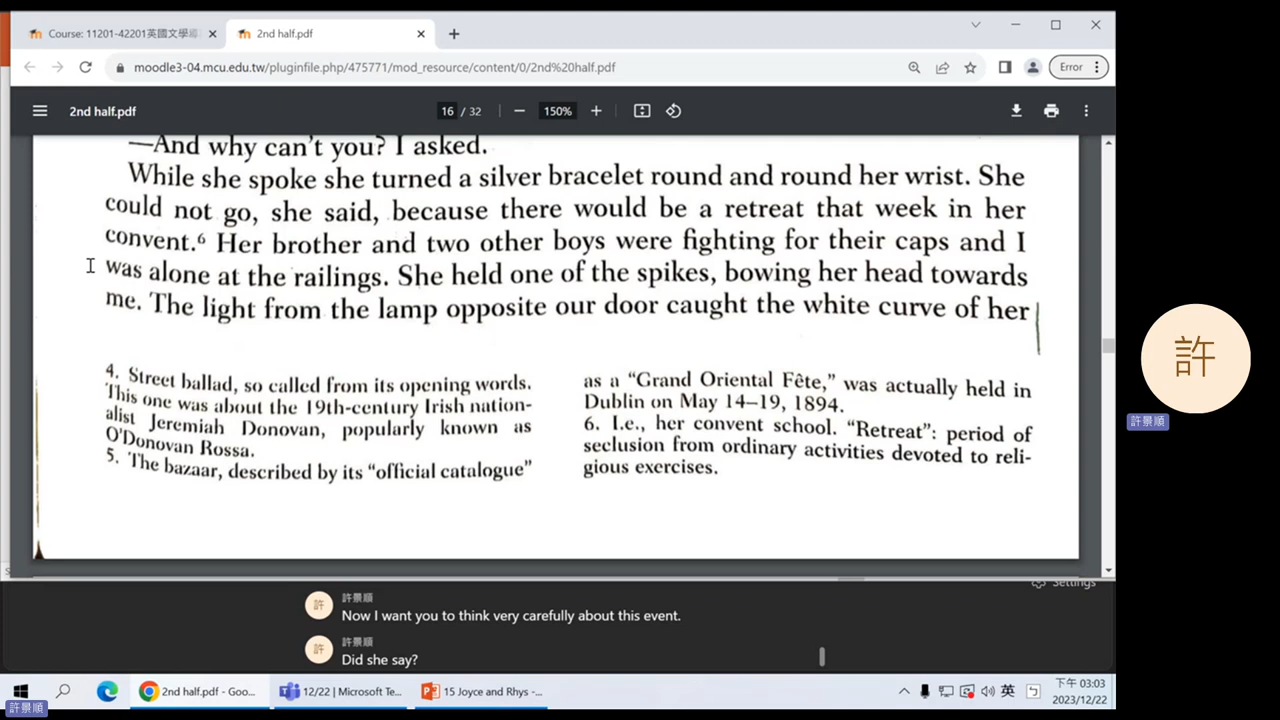 Course: 11201-42201英國文學
2nd half.pdf
moodle3-04.mcu.edu.tw/pluginfile.php/475771/mod_resource/content/0/2nd%20half.pdf
Error
2nd half.pdf
16 / 32
150%
—And why can't you? I asked.
While she spoke she turned a silver bracelet round and round her wrist. She
could not go, she said, because there would be a retreat that week in her
convent.⁶ Her brother and two other boys were fighting for their caps and I
was alone at the railings. She held one of the spikes, bowing her head towards
me. The light from the lamp opposite our door caught the white curve of her
4. Street ballad, so called from its opening words.
This one was about the 19th-century Irish nation-
alist Jeremiah Donovan, popularly known as
O'Donovan Rossa.
5. The bazaar, described by its “official catalogue”
as a “Grand Oriental Fête,” was actually held in
Dublin on May 14–19, 1894.
6. I.e., her convent school. “Retreat”: period of
seclusion from ordinary activities devoted to reli-
gious exercises.
許
許景順
Settings
許
許景順
Now I want you to think very carefully about this event.
許
許景順
Did she say?
2nd half.pdf - Goo...
12/22 | Microsoft Te...
15 Joyce and Rhys -...
英
下午 03:03
2023/12/22
許景順